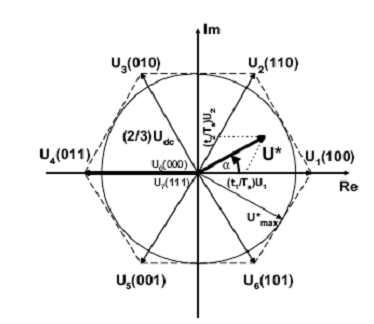 Im
U3(010)
U2(110)
(2/3)Udc
(t2/Ts)U2
U*
U4(011)
U0(000)
α
U1(100)
U7(111)
(t1/Ts)U1
Re
U*max
U5(001)
U6(101)